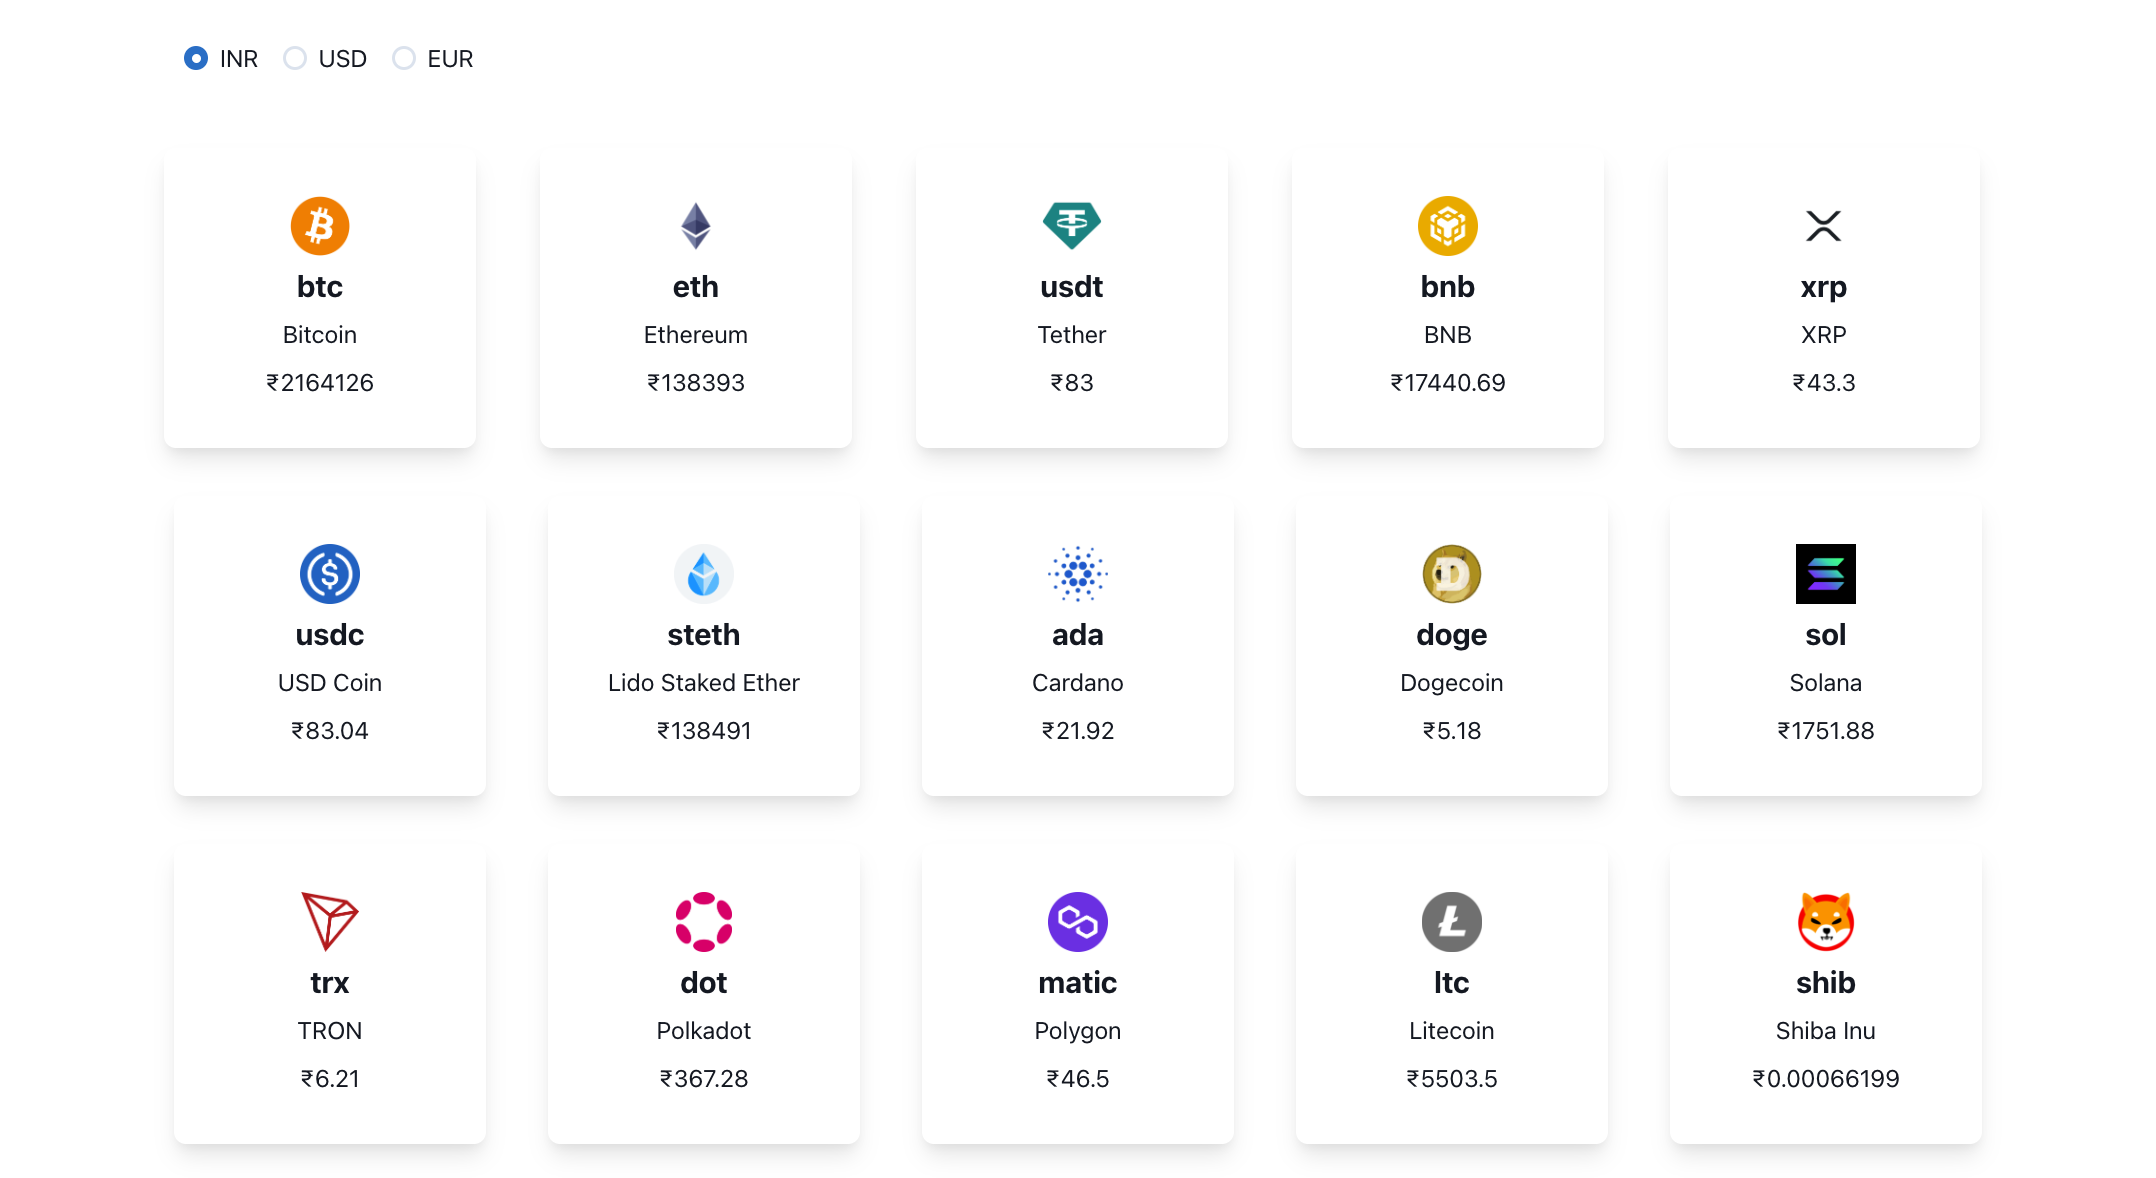 INR USD EUR
btc
Bitcoin
₹2164126
eth
Ethereum
₹138393
usdt
Tether
₹83
bnb
BNB
₹17440.69
xrp
XRP
₹43.3
usdc
USD Coin
₹83.04
steth
Lido Staked Ether
₹138491
ada
Cardano
₹21.92
doge
Dogecoin
₹5.18
sol
Solana
₹1751.88
trx
TRON
₹6.21
dot
Polkadot
₹367.28
matic
Polygon
₹46.5
ltc
Litecoin
₹5503.5
shib
Shiba Inu
₹0.00066199